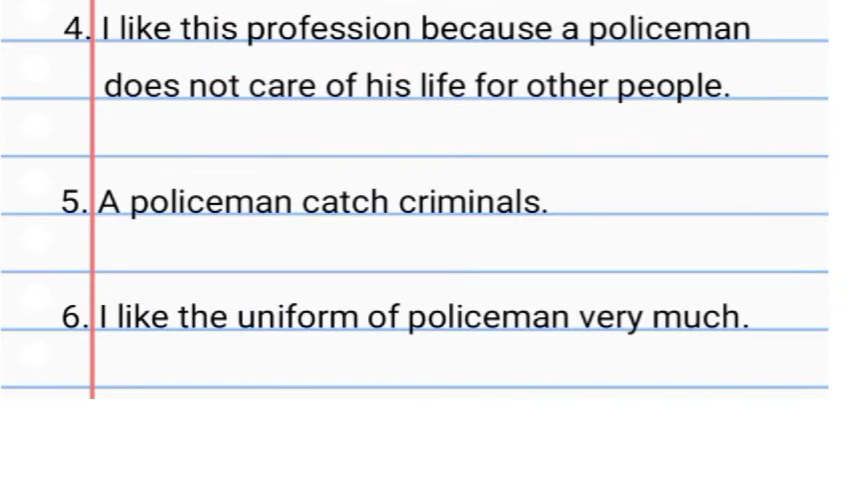 4. I like this profession because a policeman
does not care of his life for other people.
5. A policeman catch criminals.
6. I like the uniform of policeman very much.